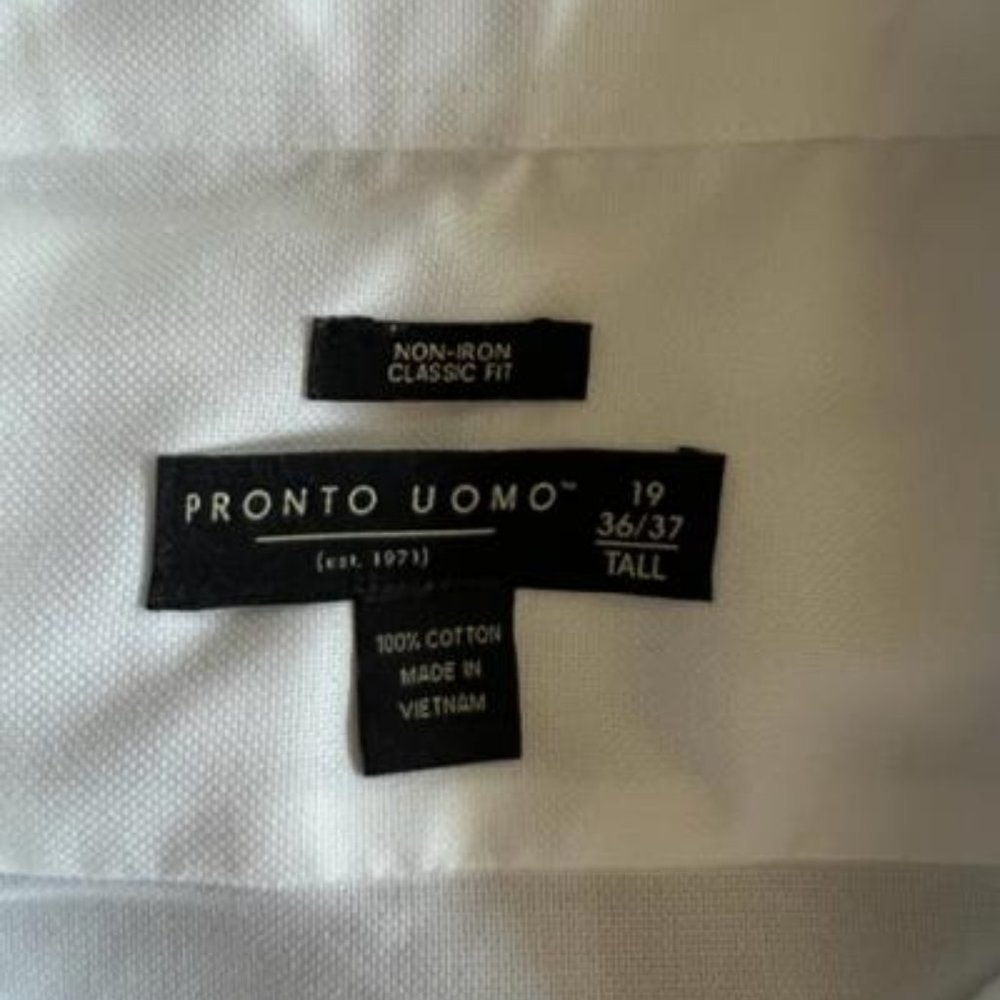 NON-IRON
CLASSIC FIT
PRONTO UOMO™
(est. 1971)
19
36/37
TALL
100% COTTON
MADE IN
VIETNAM